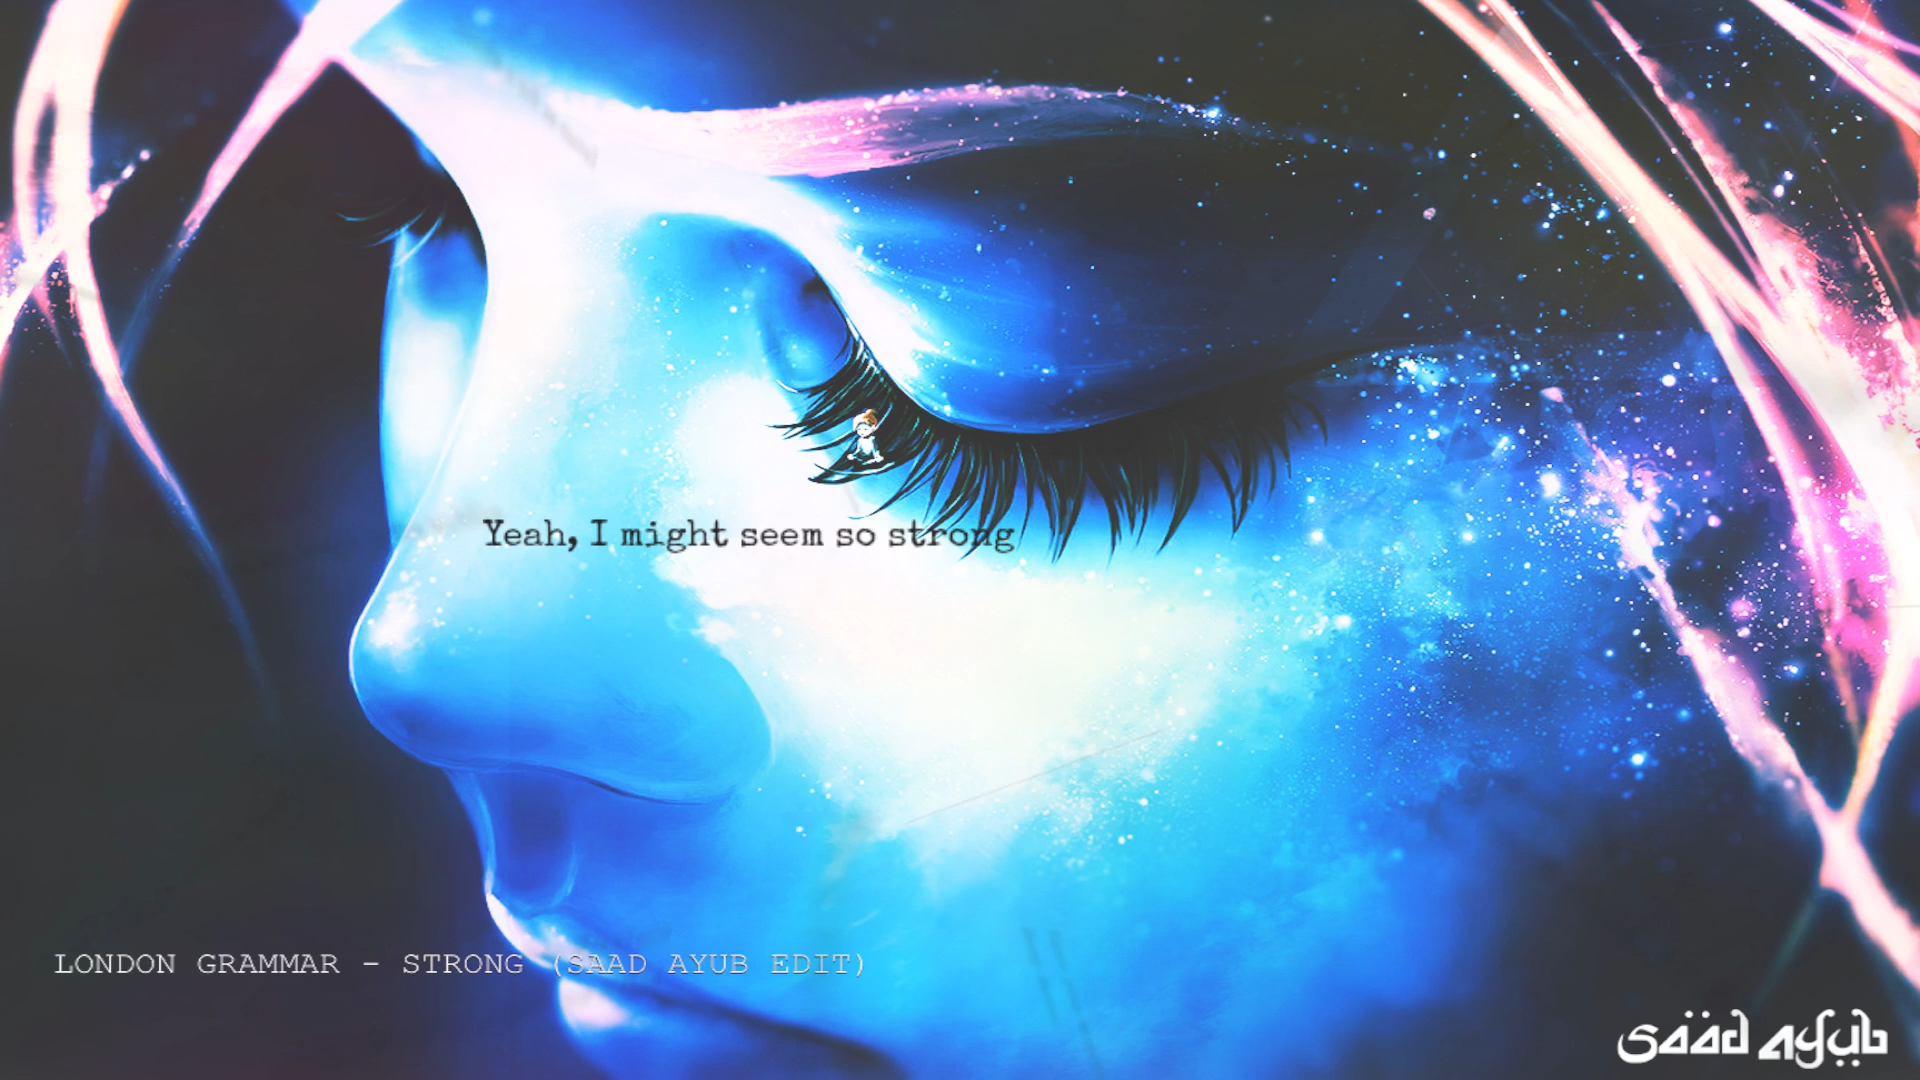 Yeah, I might seem so strong
LONDON GRAMMAR - STRONG (SAAD AYUB EDIT)
saad ayub